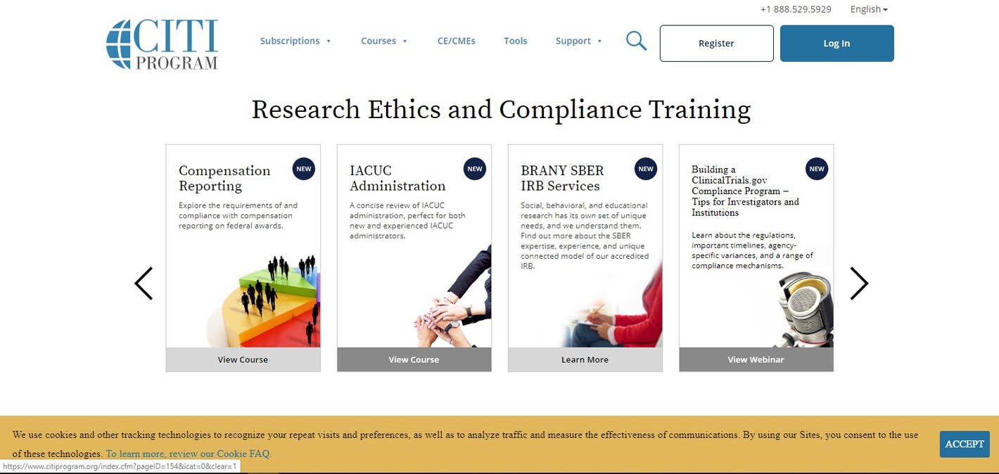 +1 888.529.5929 English
CITI
PROGRAM
Subscriptions Courses CE/CMEs Tools Support Register Log In
Research Ethics and Compliance Training
Compensation
Reporting
NEW
Explore the requirements of and
compliance with compensation
reporting on federal awards.
View Course
IACUC
Administration
NEW
A concise review of IACUC
administration, perfect for both
new and experienced IACUC
administrators.
View Course
BRANY SBER
IRB Services
NEW
Social, behavioral, and educational
research has its own set of unique
needs, and we understand them.
Find out more about the SBER
expertise, experience, and unique
connected model of our accredited
IRB.
Learn More
Building a
ClinicalTrials.gov
Compliance Program –
Tips for Investigators and
Institutions
NEW
Learn about the regulations,
important timelines, agency-
specific variances, and a range of
compliance mechanisms.
View Webinar
We use cookies and other tracking technologies to recognize your repeat visits and preferences, as well as to analyze traffic and measure the effectiveness of communications. By using our Sites, you consent to the use
of these technologies. To learn more, review our Cookie FAQ.
ACCEPT
https://www.citiprogram.org/index.cfm?pageID=154&icat=0&clear=1